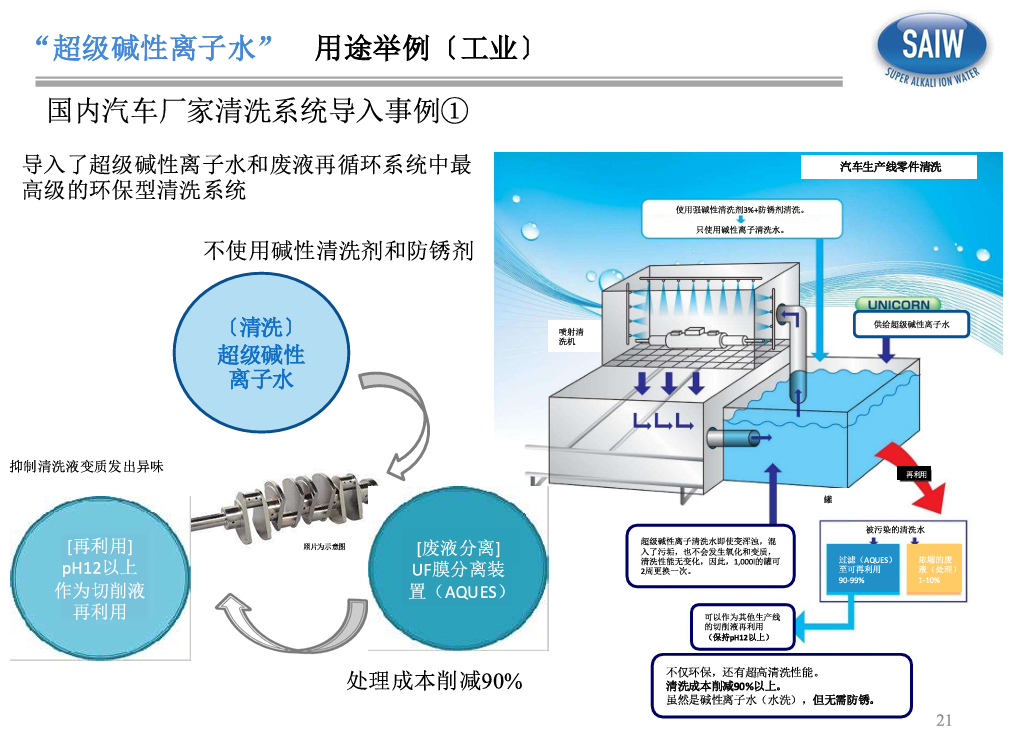 “超级碱性离子水” 用途举例〔工业〕
SAIW
SUPER ALKALI ION WATER
国内汽车厂家清洗系统导入事例①
导入了超级碱性离子水和废液再循环系统中最
高级的环保型清洗系统
不使用碱性清洗剂和防锈剂
〔清洗〕
超级碱性
离子水
抑制清洗液变质发出异味
[再利用]
pH12以上
作为切削液
再利用
照片为示意图
[废液分离]
UF膜分离装
置（AQUES）
处理成本削减90%
汽车生产线零件清洗
使用强碱性清洗剂3%+防锈剂清洗。
只使用碱性离子清洗水。
喷射清
洗机
UNICORN
供给超级碱性离子水
再利用
罐
超级碱性离子清洗水即使变浑浊，混
入了污垢，也不会发生氧化和变质，
清洗性能无变化，因此，1,000l的罐可
2周更换一次。
被污染的清洗水
过滤（AQUES）
至可再利用
90-99%
浓缩的废
液（处理）
1-10%
可以作为其他生产线
的切削液再利用
（保持pH12以上）
不仅环保，还有超高清洗性能。
清洗成本削减90%以上。
虽然是碱性离子水（水洗），但无需防锈。
21